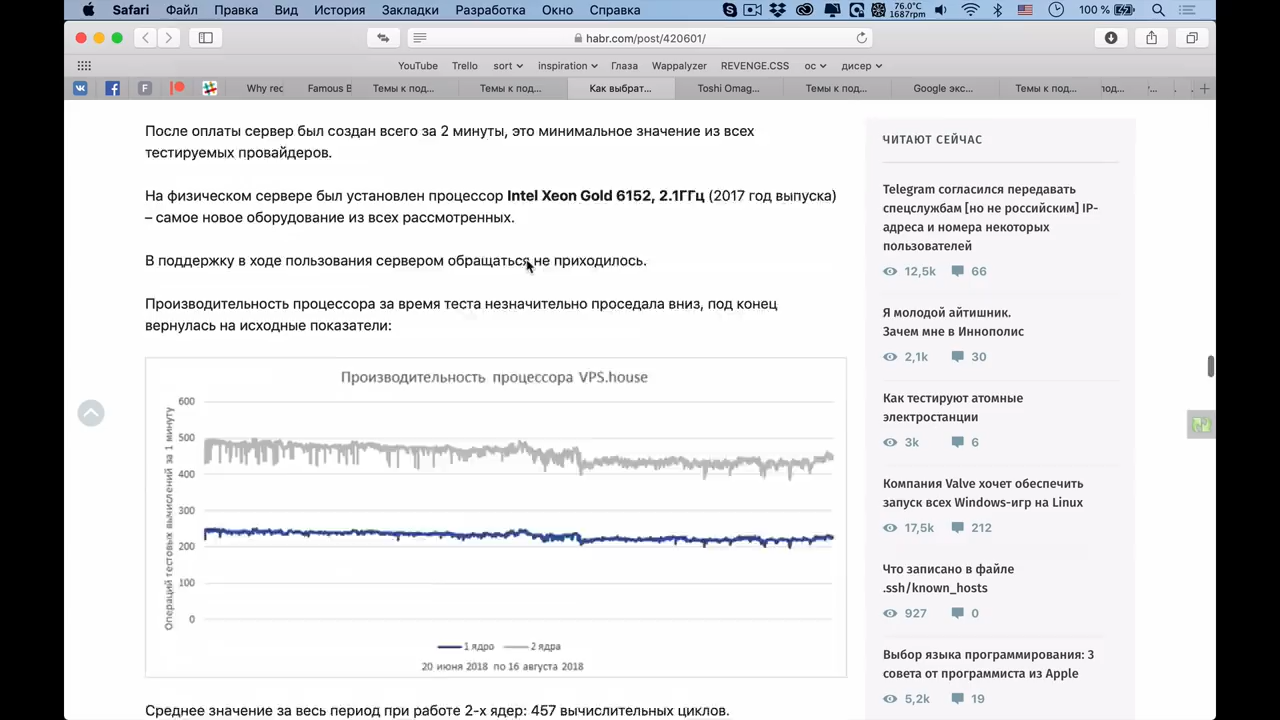 Safari Файл Правка Вид История Закладки Разработка Окно Справка 76.0°C 1687rpm 100 %
habr.com/post/420601/
YouTube Trello sort inspiration Глаза Wappalyzer REVENGE.CSS ос дисер
Why rec Famous E Темы к под... Темы к под... Как выбрат... Toshi Omag... Темы к под... Google экс... Темы к под...
После оплаты сервер был создан всего за 2 минуты, это минимальное значение из всех
тестируемых провайдеров.
На физическом сервере был установлен процессор Intel Xeon Gold 6152, 2.1ГГц (2017 год выпуска)
– самое новое оборудование из всех рассмотренных.
В поддержку в ходе пользования сервером обращаться не приходилось.
Производительность процессора за время теста незначительно проседала вниз, под конец
вернулась на исходные показатели:
Производительность процессора VPS.house
Операций тестовых вычислений за 1 минуту
600
500
400
300
200
100
0
1 ядро 2 ядра
20 июня 2018 по 16 августа 2018
Среднее значение за весь период при работе 2-х ядер: 457 вычислительных циклов.
ЧИТАЮТ СЕЙЧАС
Telegram согласился передавать
спецслужбам [но не российским] IP-
адреса и номера некоторых
пользователей
12,5k 66
Я молодой айтишник.
Зачем мне в Иннополис
2,1k 30
Как тестируют атомные
электростанции
3k 6
Компания Valve хочет обеспечить
запуск всех Windows-игр на Linux
17,5k 212
Что записано в файле
.ssh/known_hosts
927 0
Выбор языка программирования: 3
совета от программиста из Apple
5,2k 19